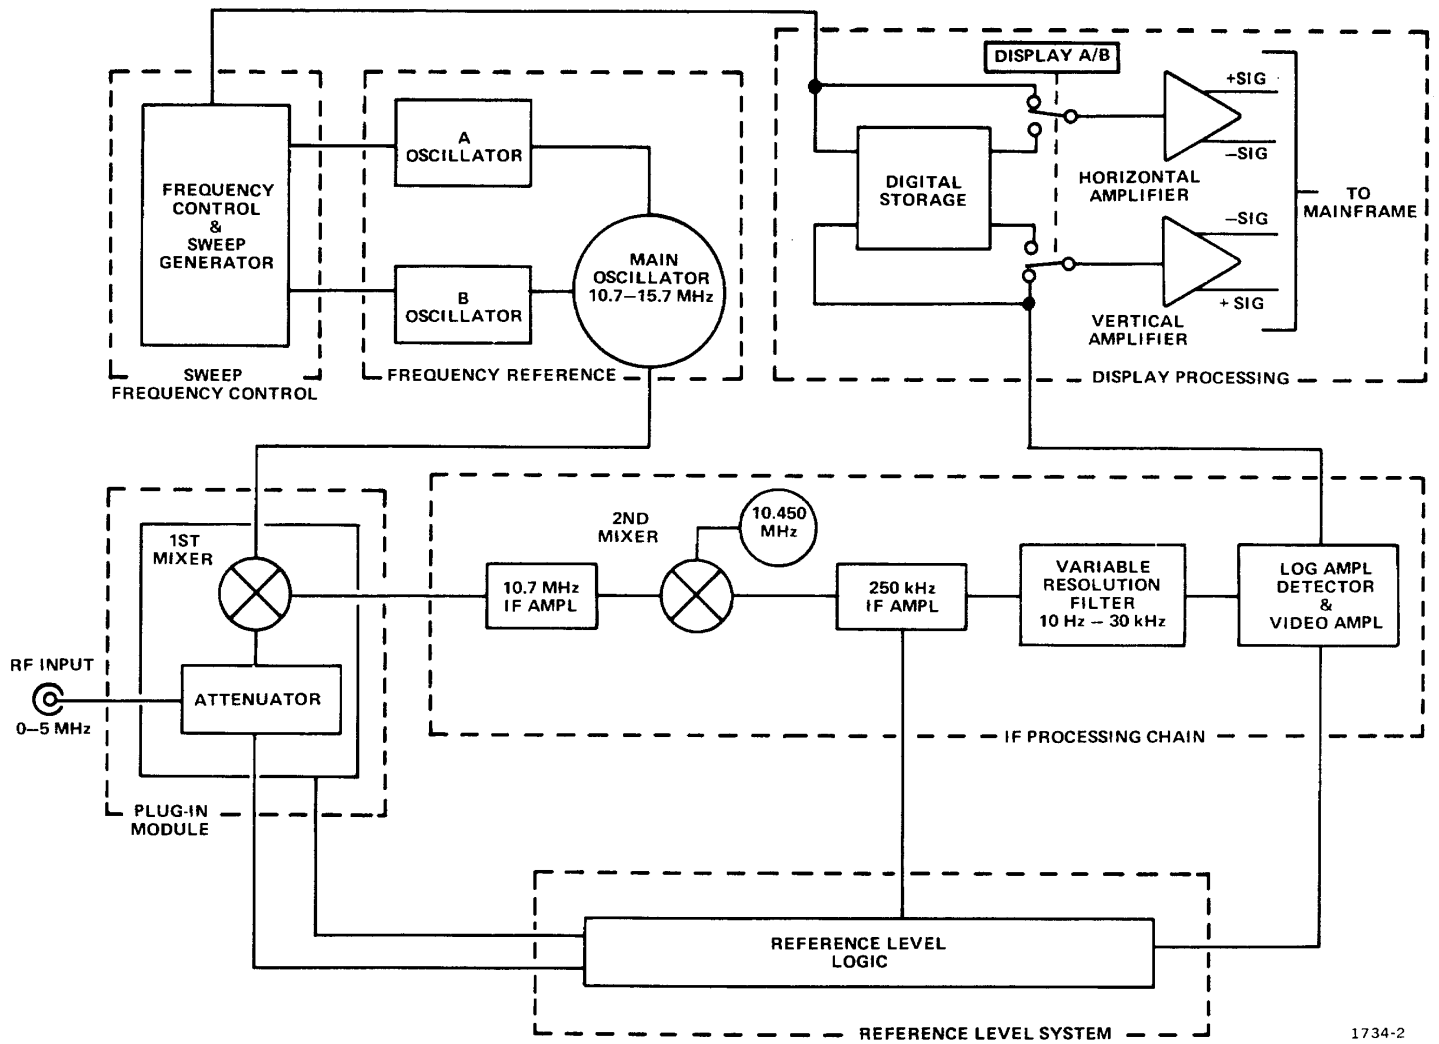 DISPLAY A/B
FREQUENCY
CONTROL
&
SWEEP
GENERATOR
SWEEP
FREQUENCY CONTROL
A
OSCILLATOR
B
OSCILLATOR
MAIN
OSCILLATOR
10.7–15.7 MHz
FREQUENCY REFERENCE
DIGITAL
STORAGE
+SIG
–SIG
HORIZONTAL
AMPLIFIER
–SIG
+ SIG
VERTICAL
AMPLIFIER
TO
MAINFRAME
DISPLAY PROCESSING
1ST
MIXER
RF INPUT
0–5 MHz
ATTENUATOR
PLUG-IN
MODULE
10.7 MHz
IF AMPL
2ND
MIXER
10.450
MHz
250 kHz
IF AMPL
VARIABLE
RESOLUTION
FILTER
10 Hz – 30 kHz
LOG AMPL
DETECTOR
&
VIDEO AMPL
IF PROCESSING CHAIN
REFERENCE LEVEL
LOGIC
REFERENCE LEVEL SYSTEM
1734-2